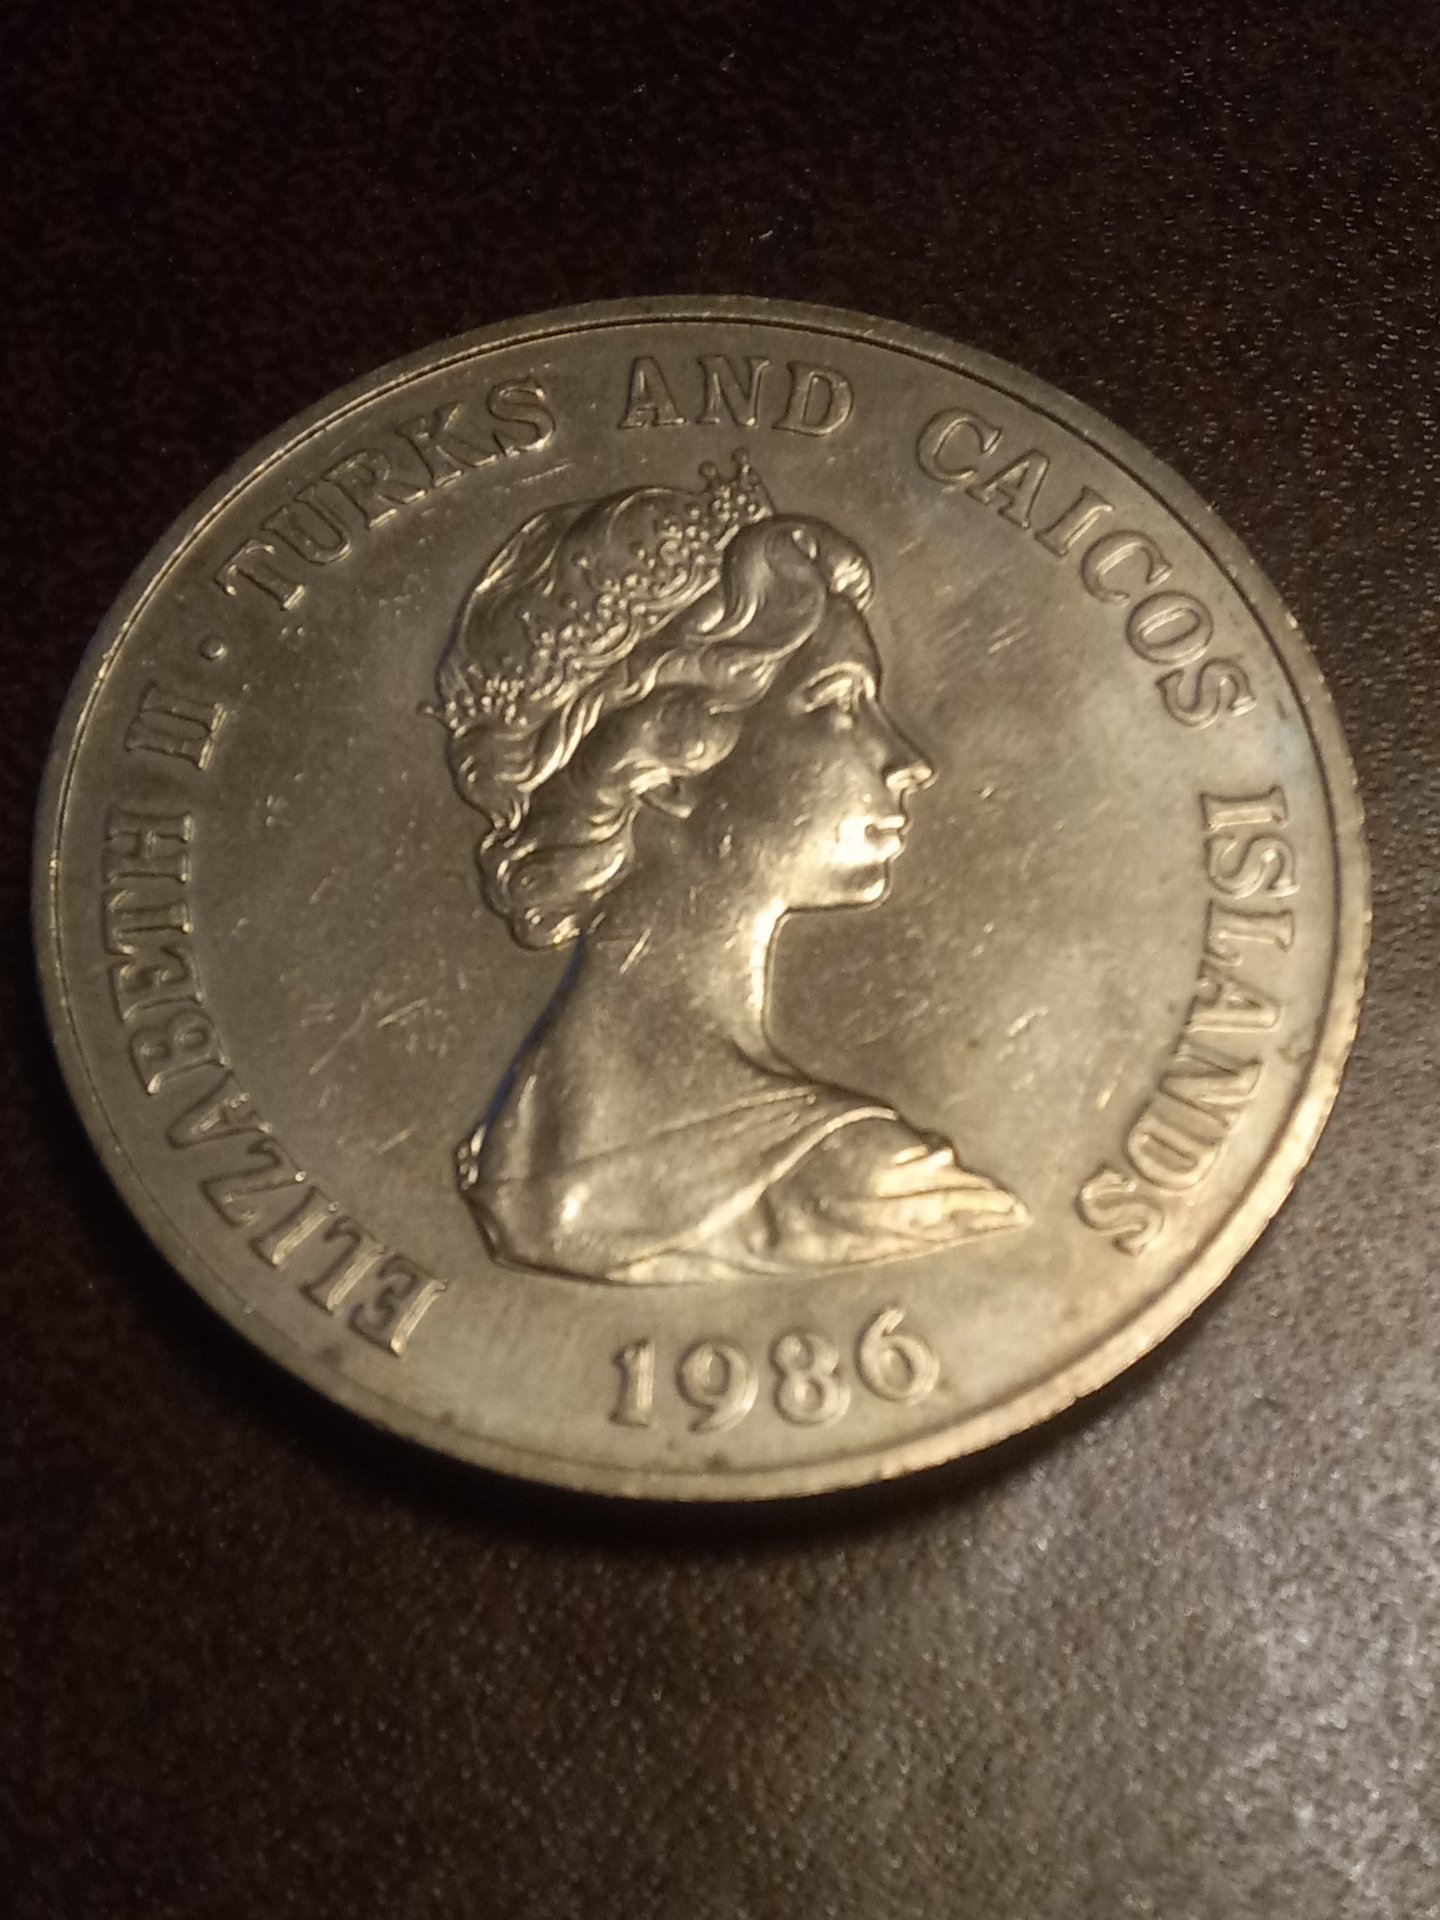 ELIZABETH II · TURKS AND CAICOS ISLANDS
1986